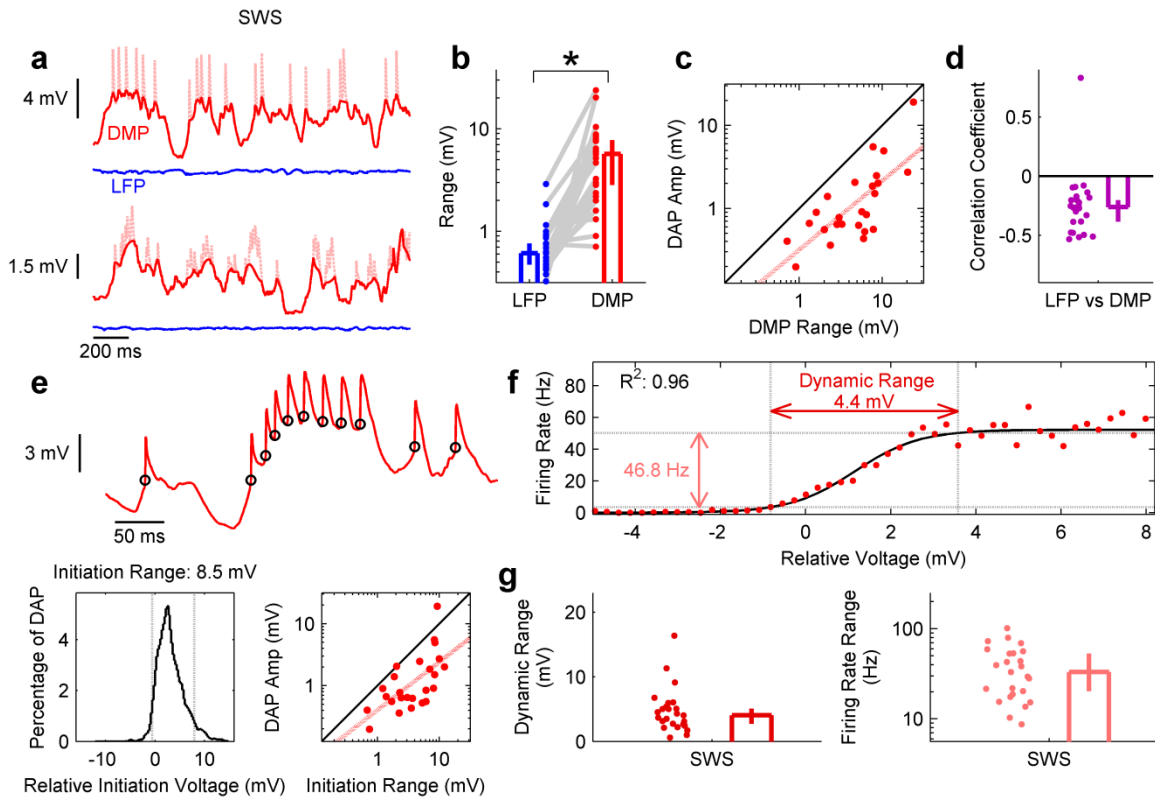 SWS
a
4 mV
DMP
LFP
1.5 mV
200 ms
b
*
Range (mV)
10
1
LFP
DMP
c
DAP Amp (mV)
10
1
1
10
DMP Range (mV)
d
Correlation Coefficient
0.5
0
-0.5
LFP vs DMP
e
3 mV
50 ms
Initiation Range: 8.5 mV
Percentage of DAP
4
2
0
-10
0
10
Relative Initiation Voltage (mV)
DAP Amp (mV)
10
1
1
10
Initiation Range (mV)
f
R²: 0.96
Dynamic Range
4.4 mV
46.8 Hz
Firing Rate (Hz)
80
60
40
20
0
-4
-2
0
2
4
6
8
Relative Voltage (mV)
g
Dynamic Range
(mV)
20
10
0
SWS
Firing Rate Range
(Hz)
100
10
SWS